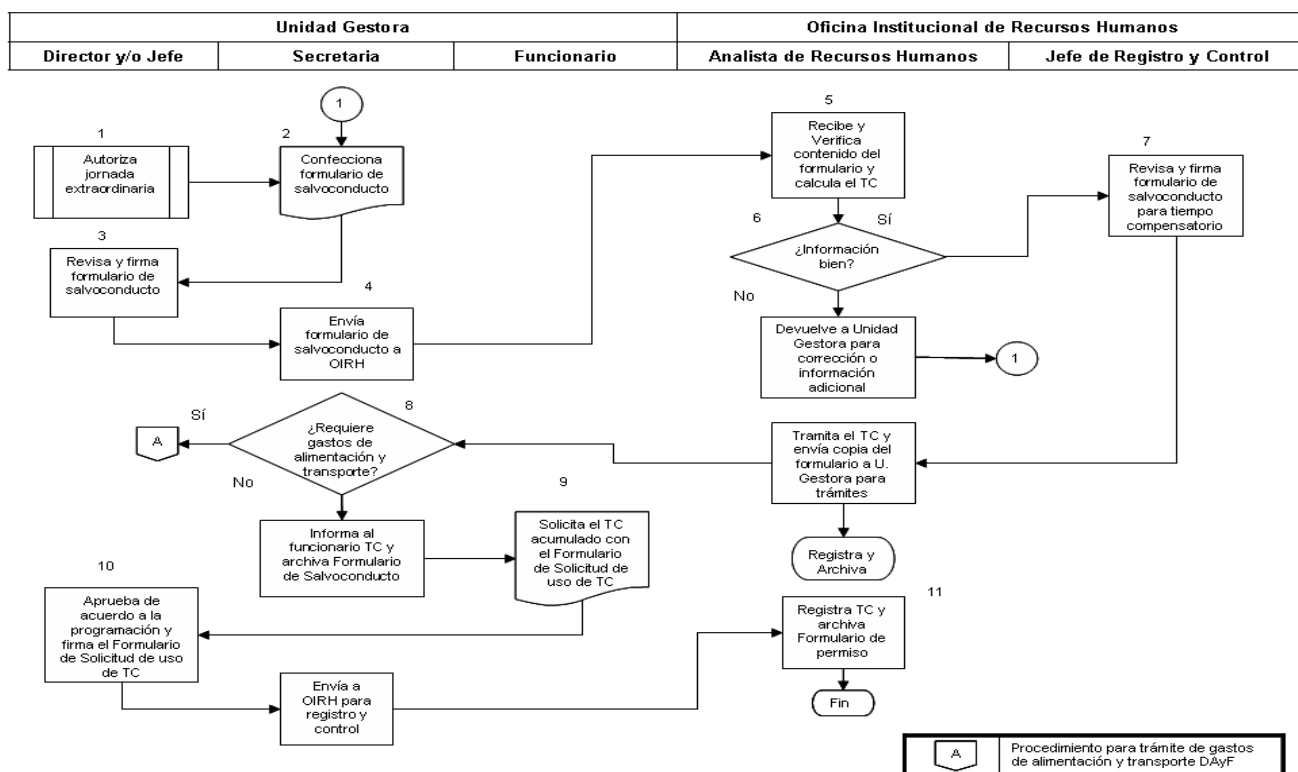 Unidad Gestora
Oficina Institucional de Recursos Humanos
Director y/o Jefe
Secretaria
Funcionario
Analista de Recursos Humanos
Jefe de Registro y Control
1
1
Autoriza
jornada
extraordinaria
2
Confecciona
formulario de
salvoconducto
3
Revisa y firma
formulario de
salvoconducto
4
Envía
formulario de
salvoconducto a
OIRH
5
Recibe y
Verifica
contenido del
formulario y
calcula el TC
6
Sí
¿Información
bien?
No
7
Revisa y firma
formulario de
salvoconducto
para tiempo
compensatorio
Devuelve a Unidad
Gestora para
corrección o
información
adicional
1
Tramita el TC y
envía copia del
formulario a U.
Gestora para
trámites
Registra y
Archiva
8
Sí
¿Requiere
gastos de
alimentación y
transporte?
A
No
Informa al
funcionario TC y
archiva Formulario
de Salvoconducto
9
Solicita el TC
acumulado con
el Formulario
de Solicitud de
uso de TC
10
Aprueba de
acuerdo a la
programación y
firma el Formulario
de Solicitud de uso
de TC
Envía a
OIRH para
registro y
control
11
Registra TC y
archiva
Formulario de
permiso
Fin
A
Procedimiento para trámite de gastos
de alimentación y transporte DAyF